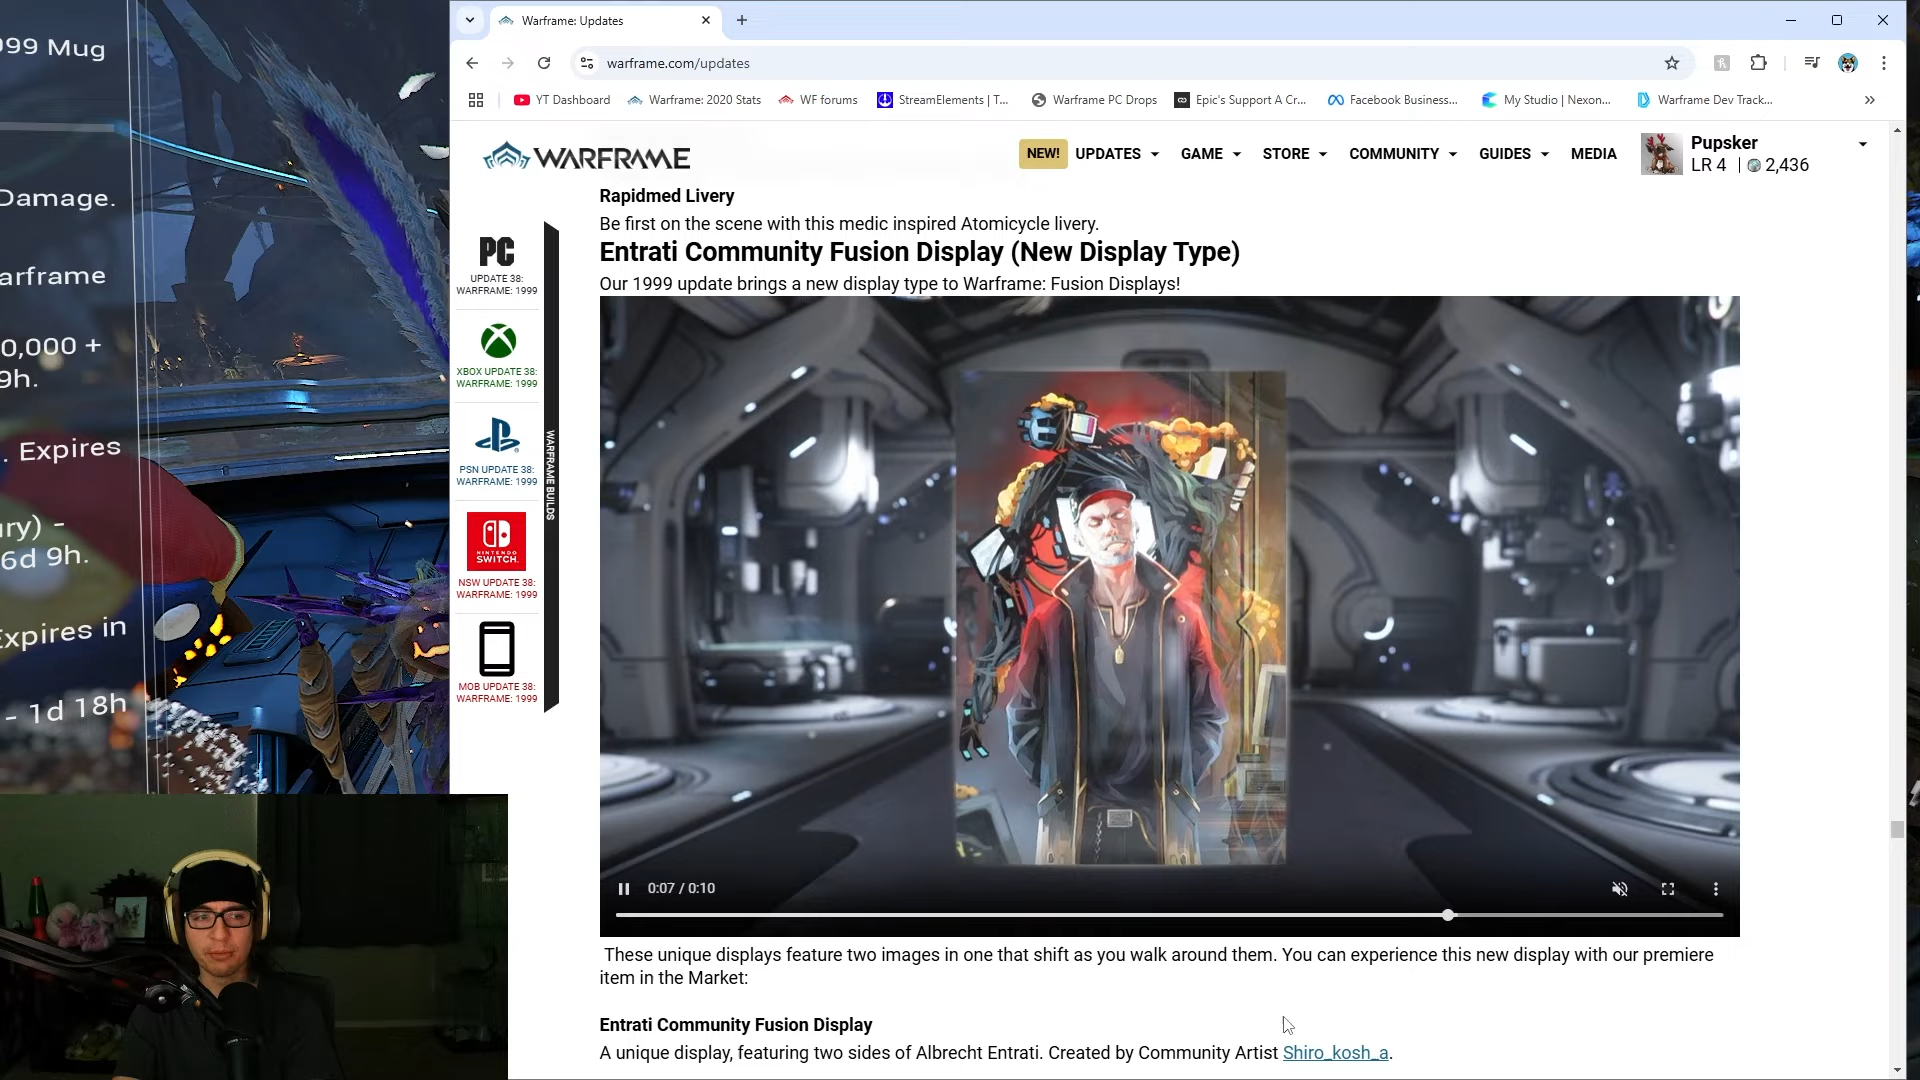 999 Mug
Damage.
arframe
0,000 +
9h.
. Expires
ary) -
6d 9h.
Expires in
- 1d 18h
Warframe: Updates
warframe.com/updates
YT Dashboard
Warframe: 2020 Stats
WF forums
StreamElements | T...
Warframe PC Drops
Epic's Support A Cr...
Facebook Business...
My Studio | Nexon...
Warframe Dev Track...
WARFRAME
NEW! UPDATES GAME STORE COMMUNITY GUIDES MEDIA
Pupsker
LR 4 | 2,436
PC
UPDATE 38:
WARFRAME: 1999
XBOX UPDATE 38:
WARFRAME: 1999
PSN UPDATE 38:
WARFRAME: 1999
NINTENDO
SWITCH
NSW UPDATE 38:
WARFRAME: 1999
MOB UPDATE 38:
WARFRAME: 1999
WARFRAME BUILDS
Rapidmed Livery
Be first on the scene with this medic inspired Atomicycle livery.
Entrati Community Fusion Display (New Display Type)
Our 1999 update brings a new display type to Warframe: Fusion Displays!
0:07 / 0:10
These unique displays feature two images in one that shift as you walk around them. You can experience this new display with our premiere
item in the Market:
Entrati Community Fusion Display
A unique display, featuring two sides of Albrecht Entrati. Created by Community Artist Shiro_kosh_a.